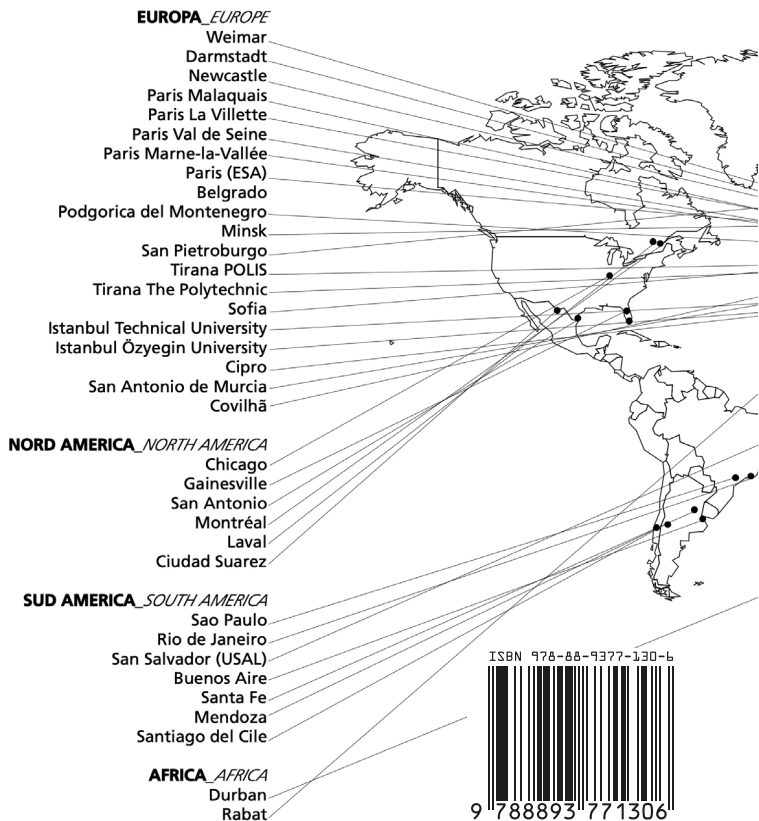 EUROPA_EUROPE
Weimar
Darmstadt
Newcastle
Paris Malaquais
Paris La Villette
Paris Val de Seine
Paris Marne-la-Vallée
Paris (ESA)
Belgrado
Podgorica del Montenegro
Minsk
San Pietroburgo
Tirana POLIS
Tirana The Polytechnic
Sofia
Istanbul Technical University
Istanbul Özyegin University
Cipro
San Antonio de Murcia
Covilhã
NORD AMERICA_NORTH AMERICA
Chicago
Gainesville
San Antonio
Montréal
Laval
Ciudad Suarez
SUD AMERICA_SOUTH AMERICA
Sao Paulo
Rio de Janeiro
San Salvador (USAL)
Buenos Aire
Santa Fe
Mendoza
Santiago del Cile
AFRICA_AFRICA
Durban
Rabat
ISBN 978-88-9377-130-6
9 788893 771306